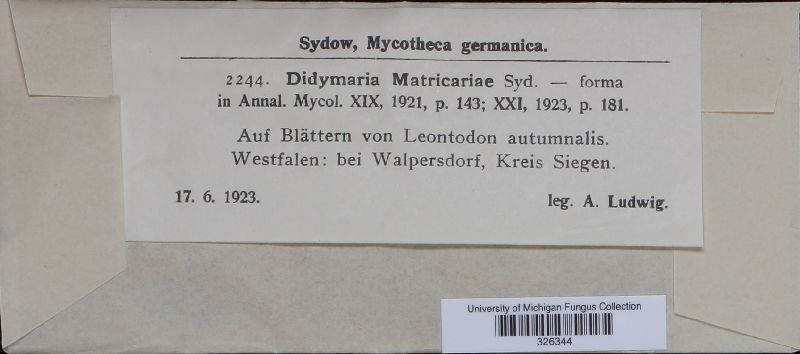 Sydow, Mycotheca germanica.
2244. Didymaria Matricariae Syd. — forma
in Annal. Mycol. XIX, 1921, p. 143; XXI, 1923, p. 181.
Auf Blättern von Leontodon autumnalis.
Westfalen: bei Walpersdorf, Kreis Siegen.
17. 6. 1923. leg. A. Ludwig.
University of Michigan Fungus Collection
326344